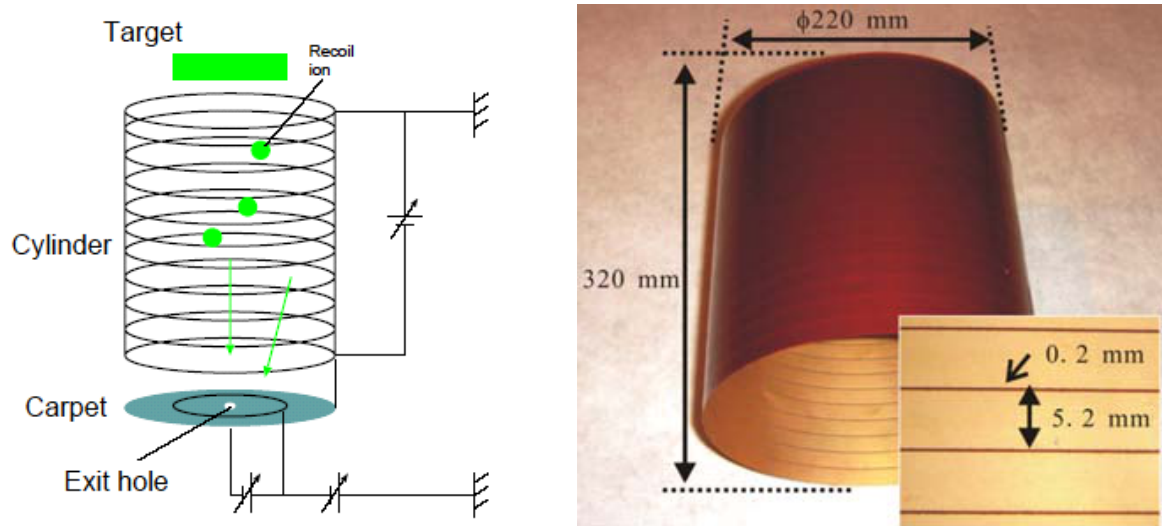 Target
Recoil
ion
Cylinder
Carpet
Exit hole
ϕ220 mm
320 mm
0. 2 mm
5. 2 mm